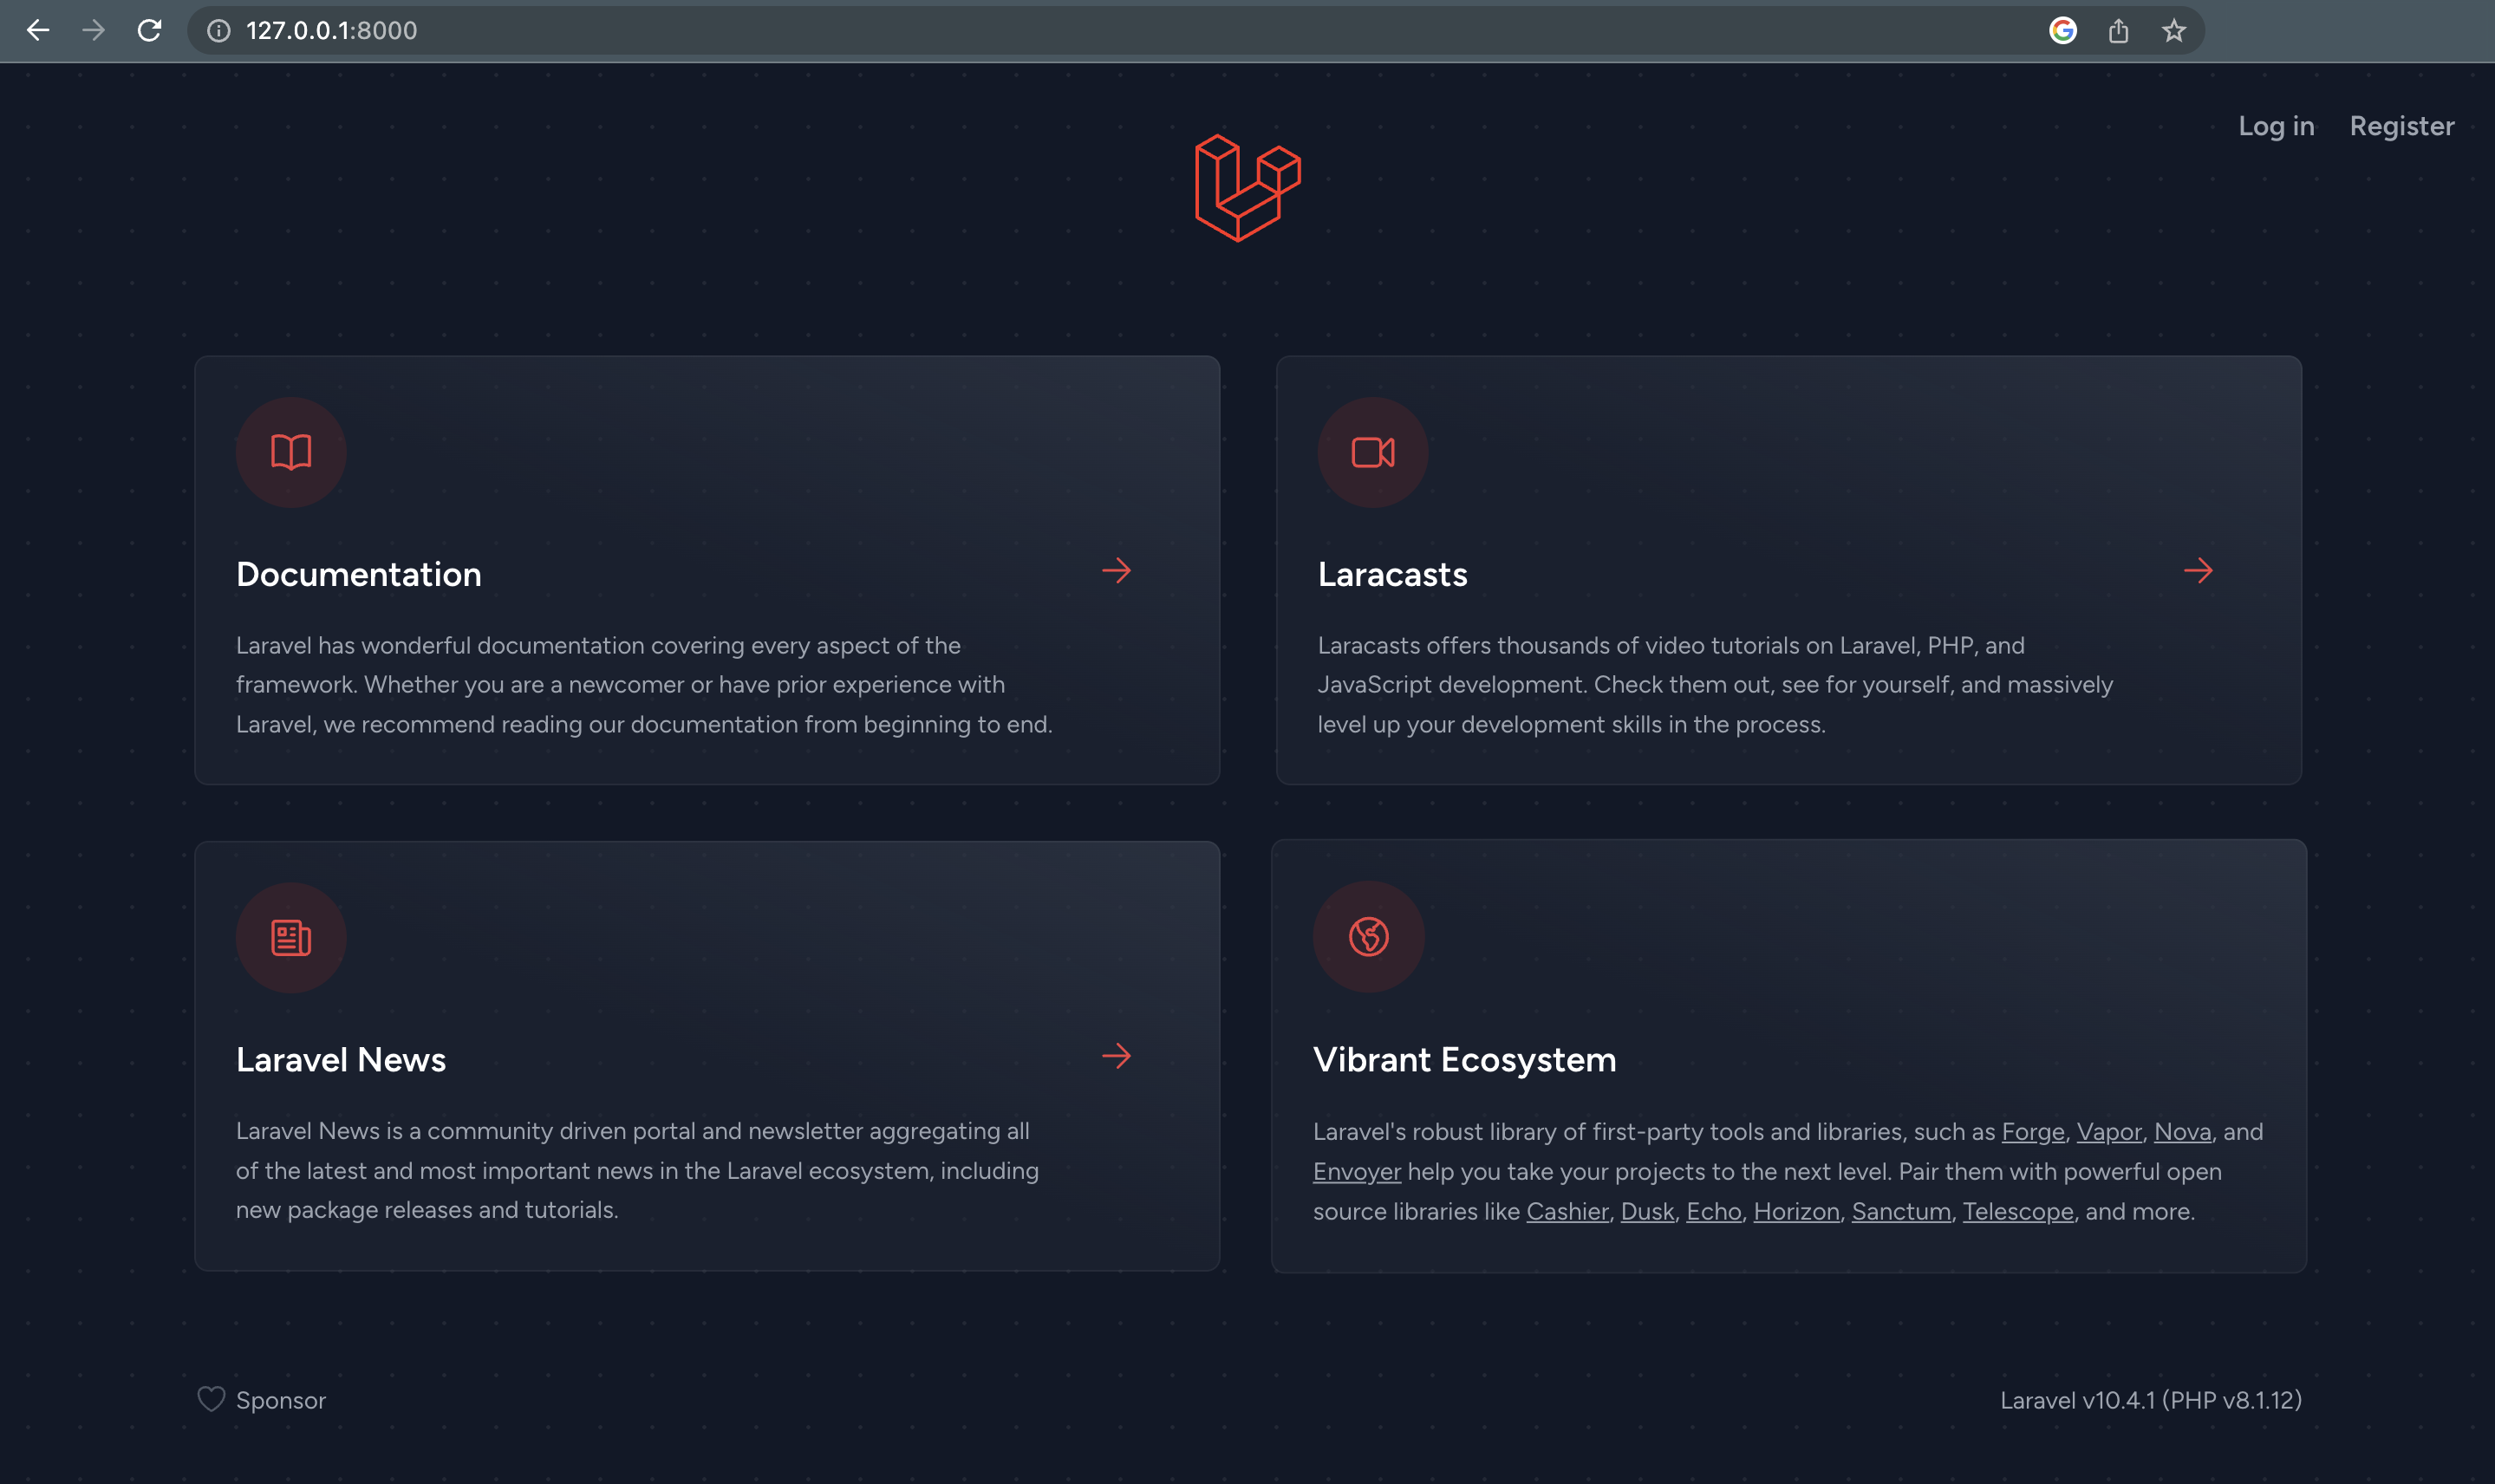 127.0.0.1:8000
Log in Register
Documentation
Laravel has wonderful documentation covering every aspect of the
framework. Whether you are a newcomer or have prior experience with
Laravel, we recommend reading our documentation from beginning to end.
Laracasts
Laracasts offers thousands of video tutorials on Laravel, PHP, and
JavaScript development. Check them out, see for yourself, and massively
level up your development skills in the process.
Laravel News
Laravel News is a community driven portal and newsletter aggregating all
of the latest and most important news in the Laravel ecosystem, including
new package releases and tutorials.
Vibrant Ecosystem
Laravel's robust library of first-party tools and libraries, such as Forge, Vapor, Nova, and
Envoyer help you take your projects to the next level. Pair them with powerful open
source libraries like Cashier, Dusk, Echo, Horizon, Sanctum, Telescope, and more.
Sponsor
Laravel v10.4.1 (PHP v8.1.12)